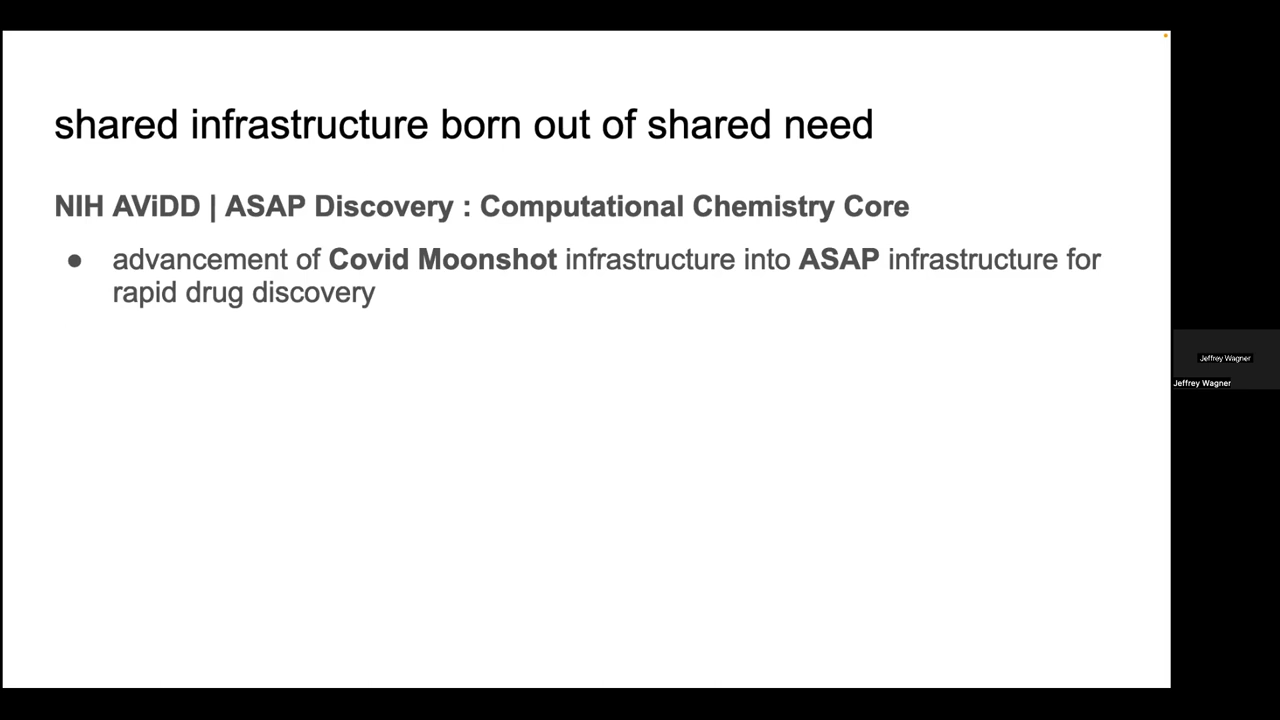 shared infrastructure born out of shared need
NIH AViDD | ASAP Discovery : Computational Chemistry Core
● advancement of Covid Moonshot infrastructure into ASAP infrastructure for
rapid drug discovery
Jeffrey Wagner
Jeffrey Wagner